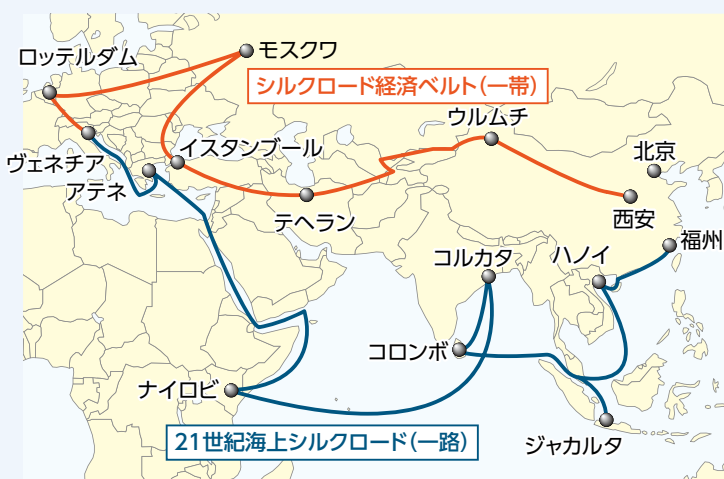 ロッテルダム
モスクワ
シルクロード経済ベルト(一帯)
ウルムチ
イスタンブール
北京
ヴェネチア
アテネ
テヘラン
西安
福州
コルカタ
ハノイ
コロンボ
ナイロビ
21世紀海上シルクロード(一路)
ジャカルタ